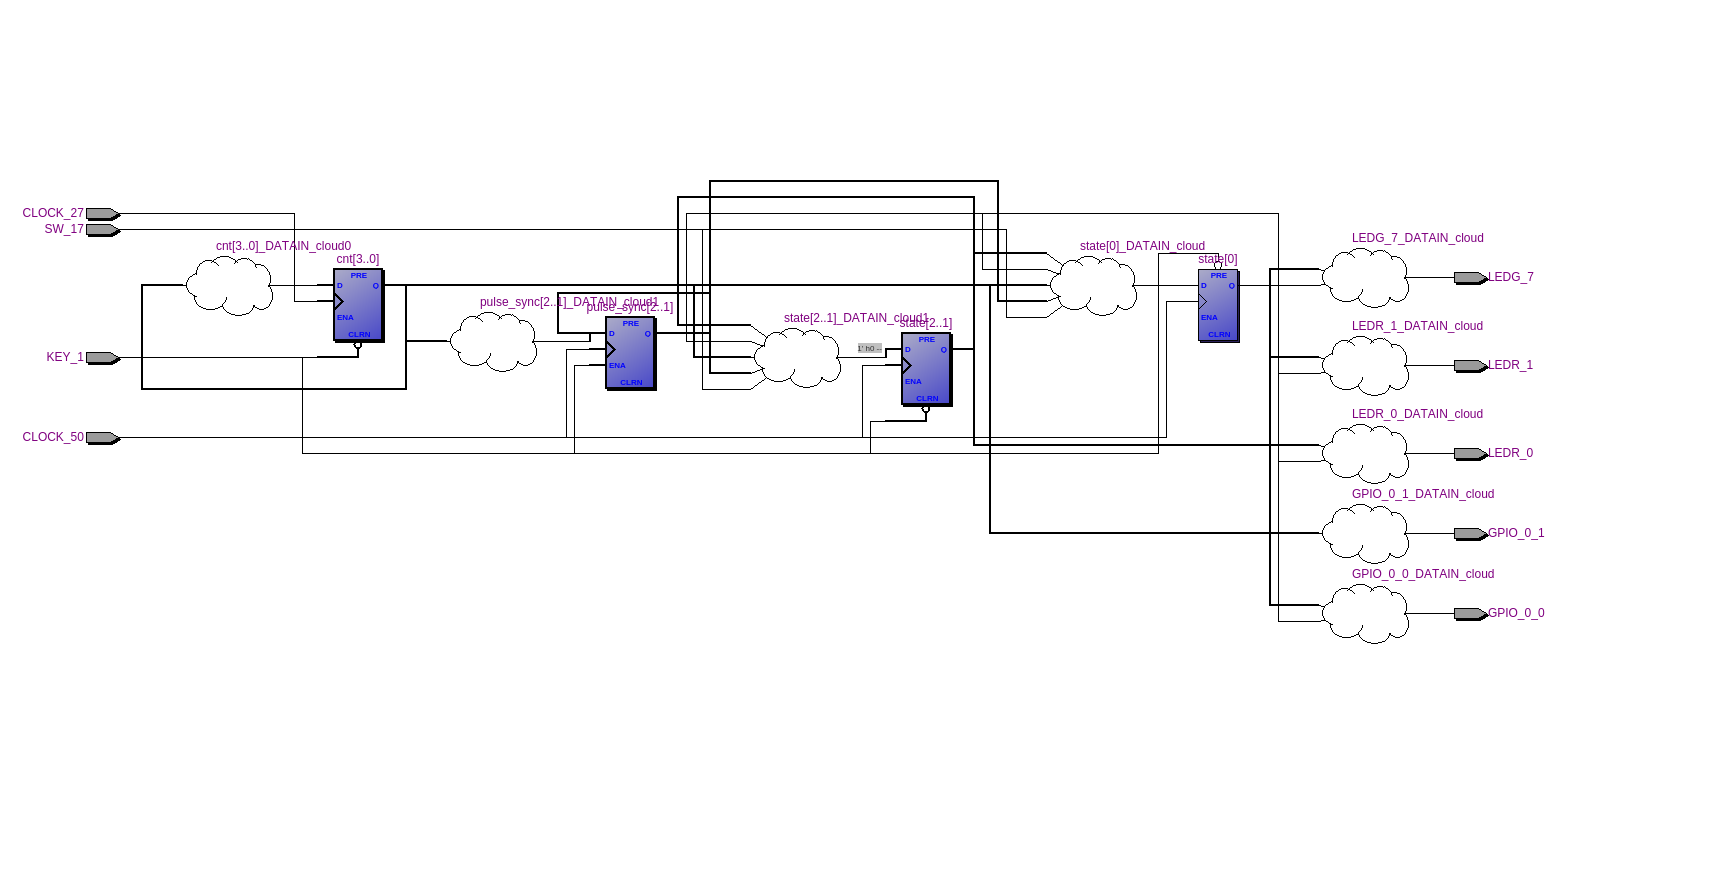 CLOCK_27
SW_17
cnt[3..0]_DATAIN_cloud0
cnt[3..0]
PRE
D
O
ENA
CLRN
KEY_1
CLOCK_50
pulse_sync[2..1]_DATAIN_cloud1
pulse_sync[2..1]
PRE
D
O
ENA
CLRN
state[2..1]_DATAIN_cloud1
state[2..1]
1' h0 --
PRE
D
O
ENA
CLRN
state[0]_DATAIN_cloud
state[0]
PRE
D
O
ENA
CLRN
LEDG_7_DATAIN_cloud
LEDG_7
LEDR_1_DATAIN_cloud
LEDR_1
LEDR_0_DATAIN_cloud
LEDR_0
GPIO_0_1_DATAIN_cloud
GPIO_0_1
GPIO_0_0_DATAIN_cloud
GPIO_0_0